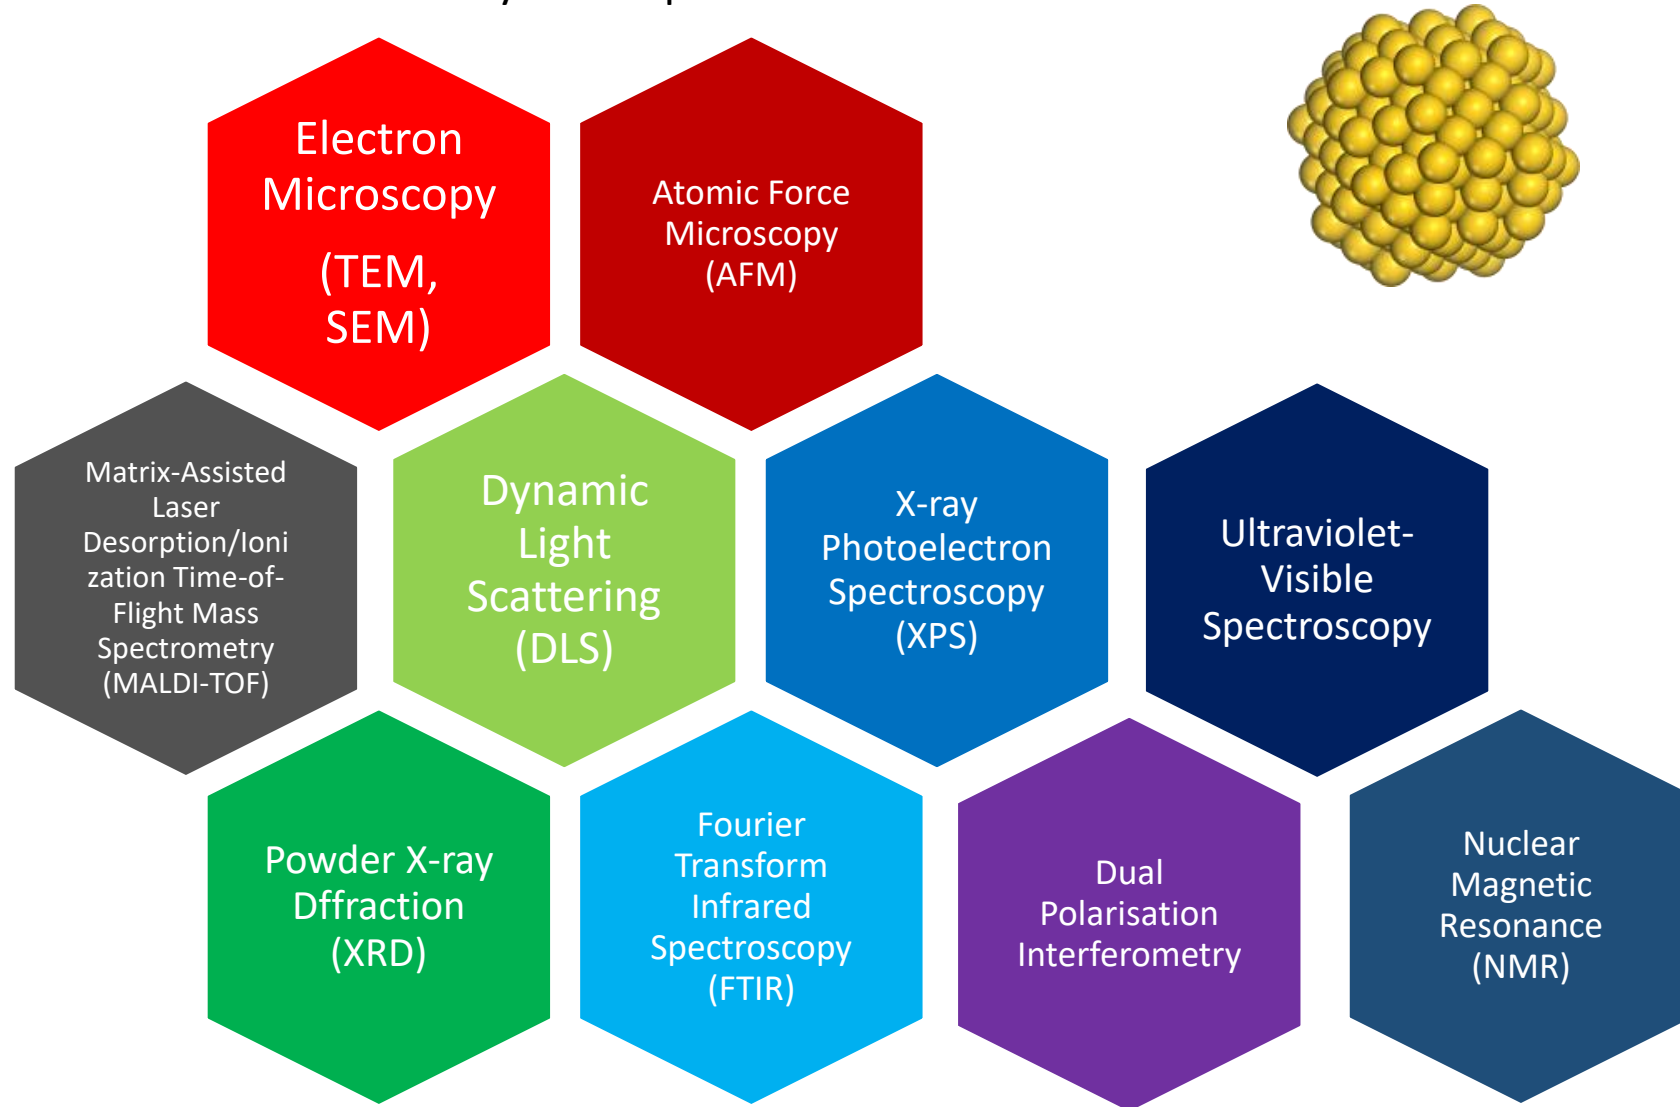 Electron
Microscopy
(TEM,
SEM)
Atomic Force
Microscopy
(AFM)
Matrix-Assisted
Laser
Desorption/Ioni
zation Time-of-
Flight Mass
Spectrometry
(MALDI-TOF)
Dynamic
Light
Scattering
(DLS)
X-ray
Photoelectron
Spectroscopy
(XPS)
Ultraviolet-
Visible
Spectroscopy
Powder X-ray
Dffraction
(XRD)
Fourier
Transform
Infrared
Spectroscopy
(FTIR)
Dual
Polarisation
Interferometry
Nuclear
Magnetic
Resonance
(NMR)